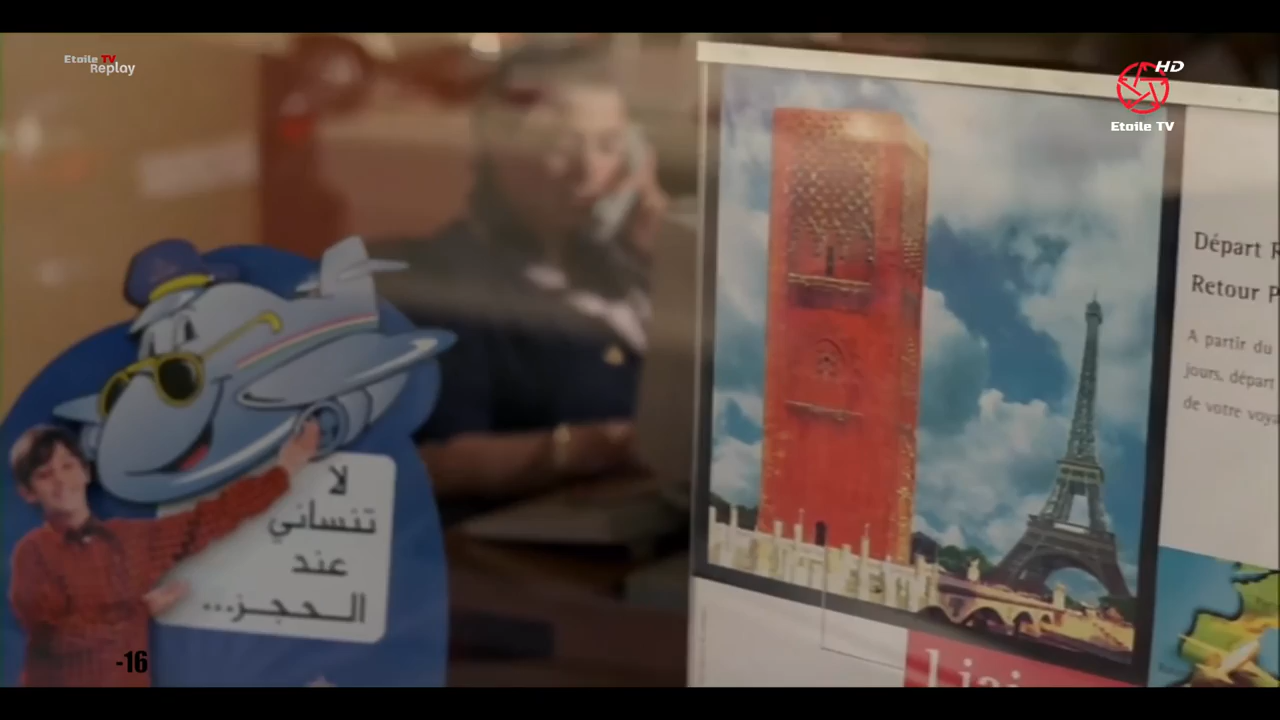 Etoile TV
Replay
HD
Etoile TV
Départ
Retour
A partir du
jours, départ
de votre
لا
تنساني
عند
الحجز...
-16